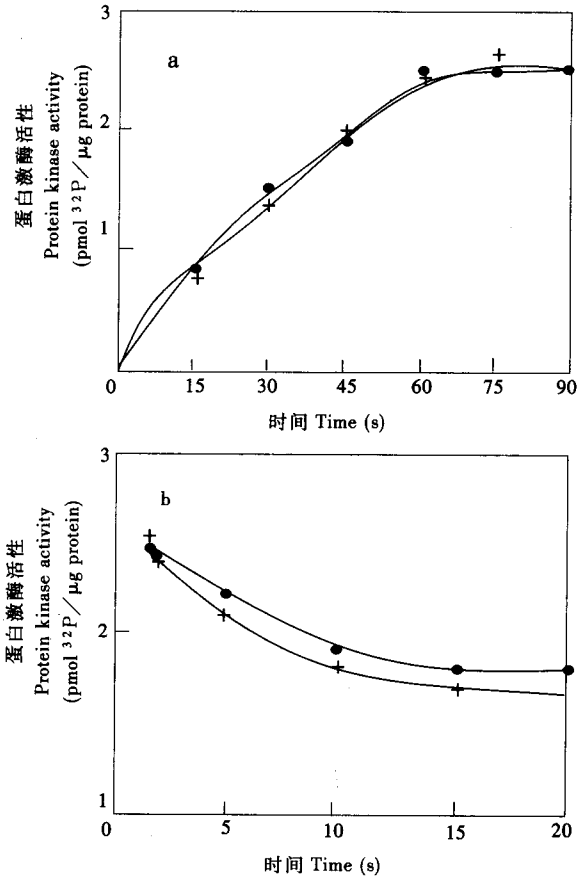 3
a
2
1
蛋白激酶活性
Protein kinase activity
(pmol ³²P/μg protein)
0 15 30 45 60 75 90
时间 Time (s)
3
b
2
1
蛋白激酶活性
Protein kinase activity
(pmol ³²P/μg protein)
0 5 10 15 20
时间 Time (s)